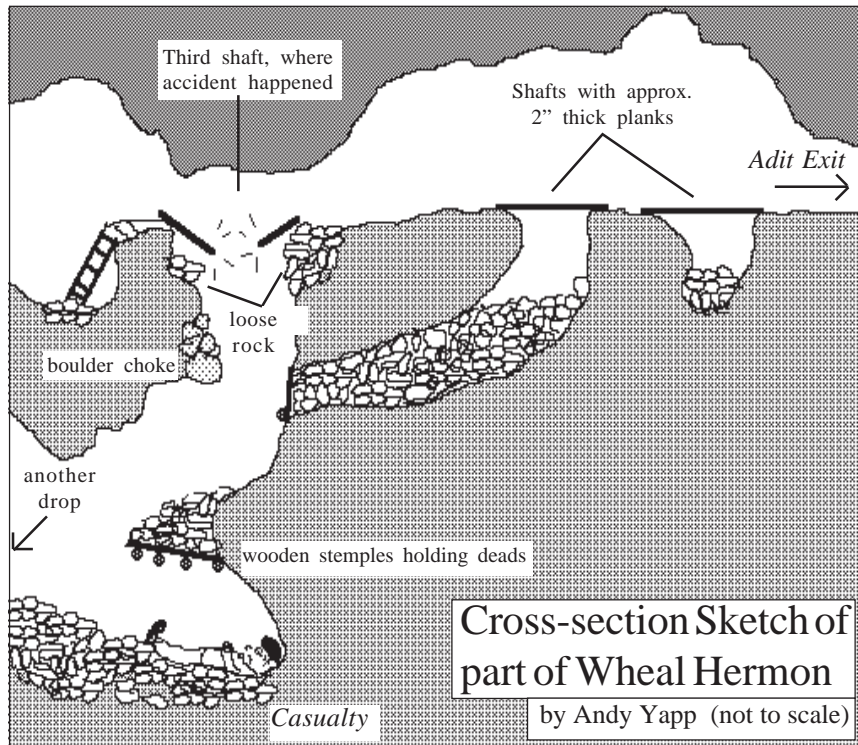 Third shaft, where
accident happened
Shafts with approx.
2” thick planks
Adit Exit
loose
rock
boulder choke
another
drop
wooden stemples holding deads
Cross-section Sketch of
part of Wheal Hermon
by Andy Yapp (not to scale)
Casualty